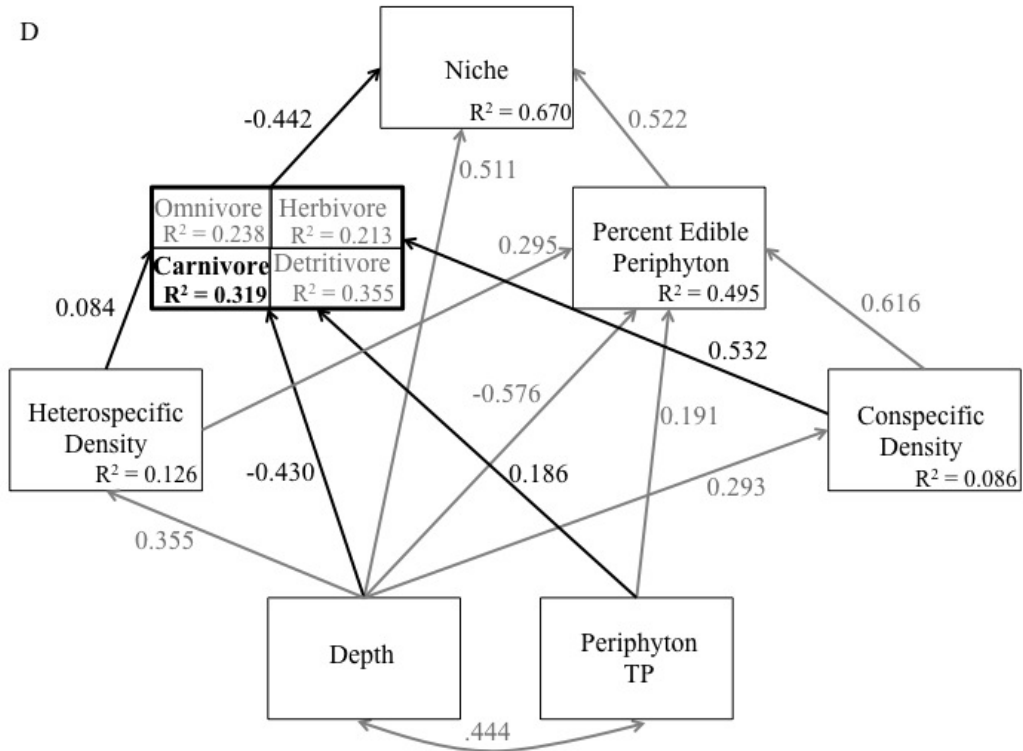 D
Niche
R² = 0.670
-0.442
0.522
0.511
Omnivore
R² = 0.238
Herbivore
R² = 0.213
Carnivore
R² = 0.319
Detritivore
R² = 0.355
0.295
Percent Edible
Periphyton
R² = 0.495
0.084
0.616
0.532
Heterospecific
Density
R² = 0.126
-0.576
0.191
Conspecific
Density
R² = 0.086
-0.430
0.186
0.293
0.355
Depth
Periphyton
TP
.444